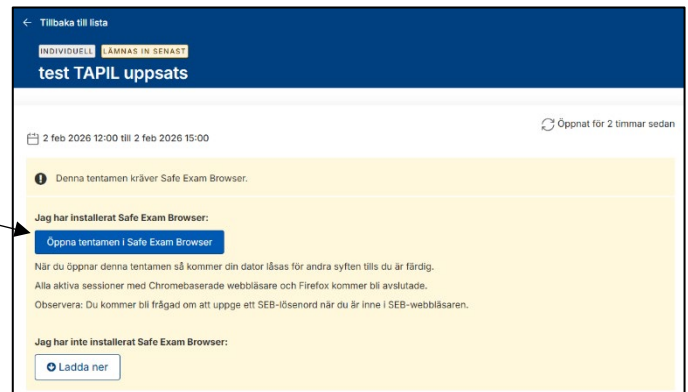 ← Tillbaka till lista
INDIVIDUELL LÄMNAS IN SENAST
test TAPIL uppsats
Öppnat för 2 timmar sedan
2 feb 2026 12:00 till 2 feb 2026 15:00
Denna tentamen kräver Safe Exam Browser.
Jag har installerat Safe Exam Browser:
Öppna tentamen i Safe Exam Browser
När du öppnar denna tentamen så kommer din dator låsas för andra syften tills du är färdig.
Alla aktiva sessioner med Chromebaserade webbläsare och Firefox kommer bli avslutade.
Observera: Du kommer bli frågad om att uppge ett SEB-lösenord när du är inne i SEB-webbläsaren.
Jag har inte installerat Safe Exam Browser:
Ladda ner